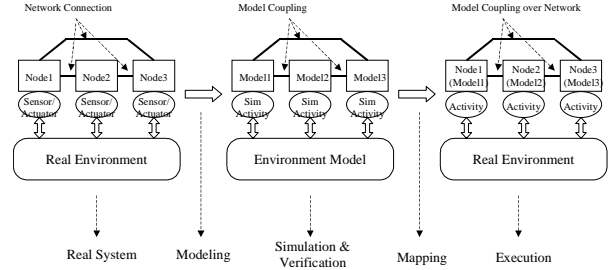 Network Connection
Model Coupling
Model Coupling over Network
Node1
Node2
Node3
Model1
Model2
Model3
Node1
(Model1)
Node2
(Model2)
Node3
(Model3)
Sensor/
Actuator
Sensor/
Actuator
Sensor/
Actuator
Sim
Activity
Sim
Activity
Sim
Activity
Activity
Activity
Activity
Real Environment
Environment Model
Real Environment
Real System
Modeling
Simulation &
Verification
Mapping
Execution